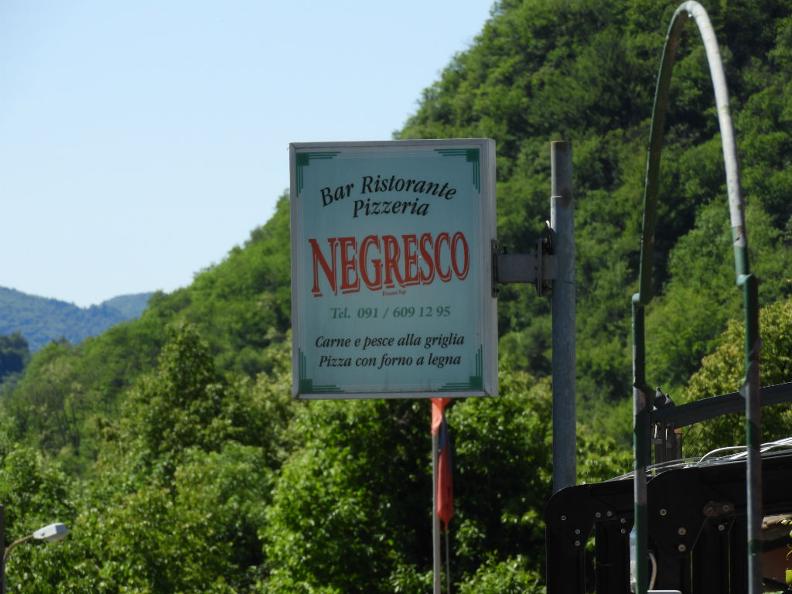 Bar Ristorante
Pizzeria
NEGRESCO
Tel. 091 / 609 12 95
Carne e pesce alla griglia
Pizza con forno a legna